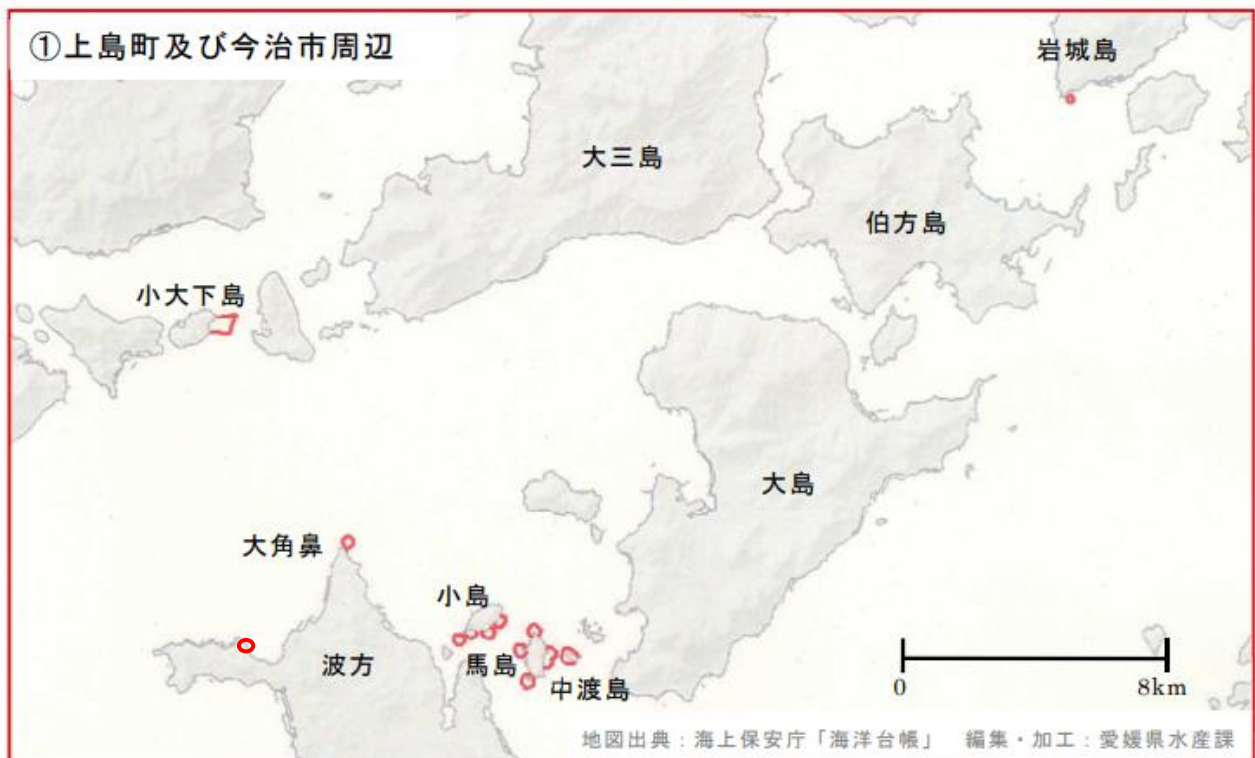 ①上島町及び今治市周辺
岩城島
大三島
伯方島
小大下島
大島
大角鼻
小島
波方
馬島
中渡島
0
8km
地図出典：海上保安庁「海洋台帳」　編集・加工：愛媛県水産課